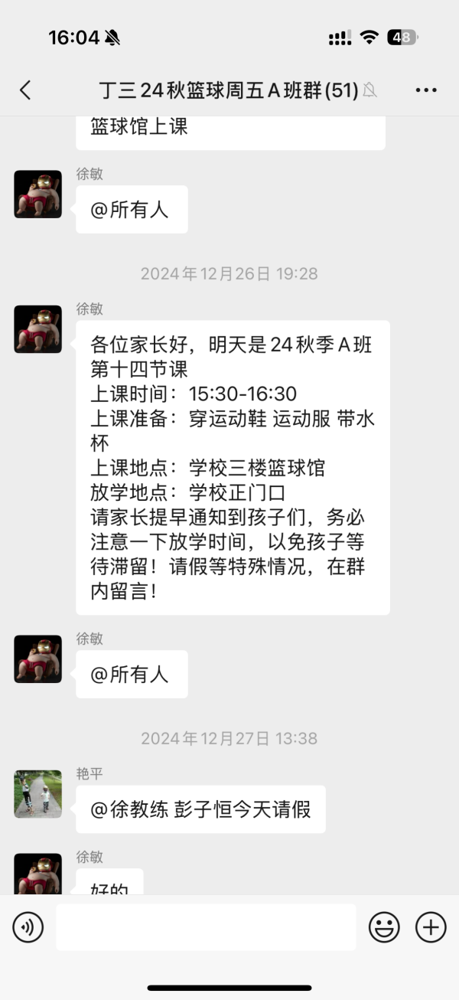 16:04
48
丁三24秋篮球周五A班群(51)
篮球馆上课
徐敏
@所有人
2024年12月26日 19:28
徐敏
各位家长好，明天是24秋季A班
第十四节课
上课时间：15:30-16:30
上课准备：穿运动鞋 运动服 带水
杯
上课地点：学校三楼篮球馆
放学地点：学校正门口
请家长提早通知到孩子们，务必
注意一下放学时间，以免孩子等
待滞留！请假等特殊情况，在群
内留言！
徐敏
@所有人
2024年12月27日 13:38
艳平
@徐教练 彭子恒今天请假
徐敏
好的